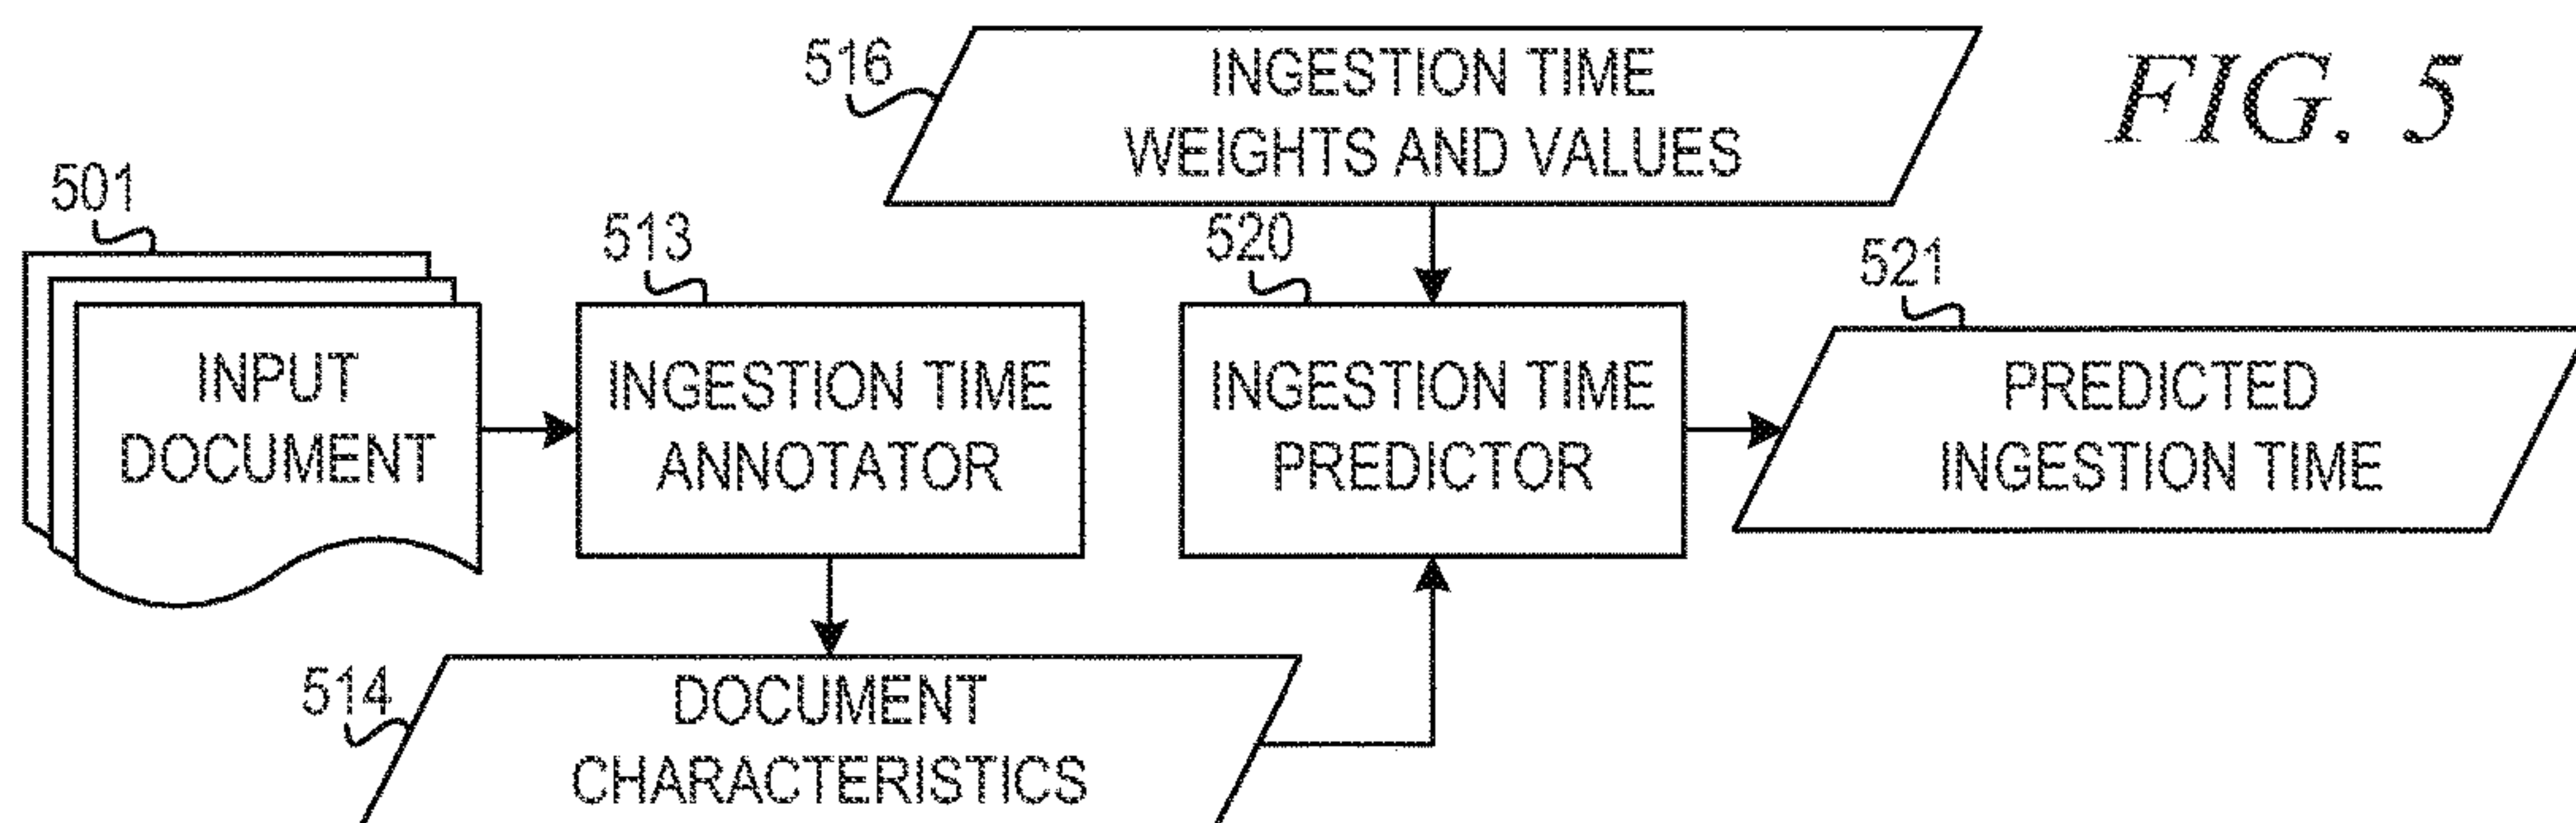 516
INGESTION TIME
WEIGHTS AND VALUES
FIG. 5
501
INPUT
DOCUMENT
513
INGESTION TIME
ANNOTATOR
520
INGESTION TIME
PREDICTOR
521
PREDICTED
INGESTION TIME
514
DOCUMENT
CHARACTERISTICS